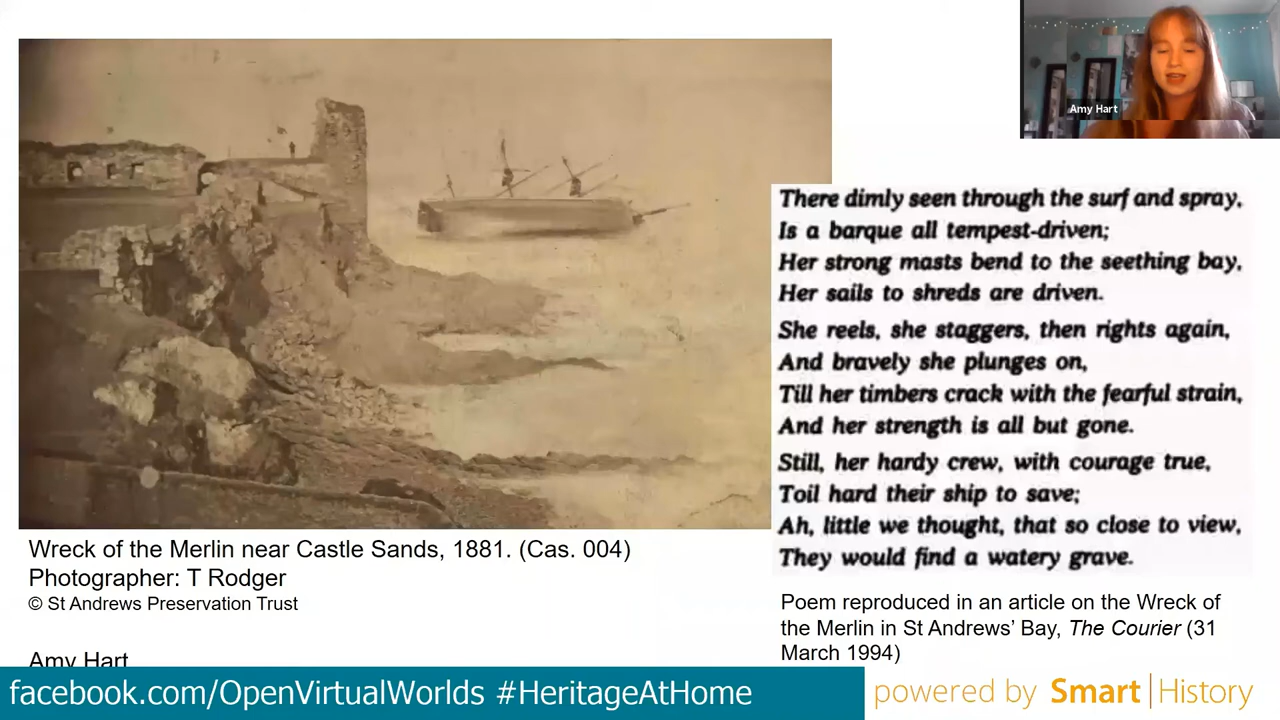 Amy Hart
There dimly seen through the surf and spray,
Is a barque all tempest-driven;
Her strong masts bend to the seething bay,
Her sails to shreds are driven.
She reels, she staggers, then rights again,
And bravely she plunges on,
Till her timbers crack with the fearful strain,
And her strength is all but gone.
Still, her hardy crew, with courage true,
Toil hard their ship to save;
Ah, little we thought, that so close to view,
They would find a watery grave.
Wreck of the Merlin near Castle Sands, 1881. (Cas. 004)
Photographer: T Rodger
© St Andrews Preservation Trust
Poem reproduced in an article on the Wreck of
the Merlin in St Andrews’ Bay, The Courier (31
March 1994)
Amy Hart
facebook.com/OpenVirtualWorlds #HeritageAtHome
powered by Smart|History